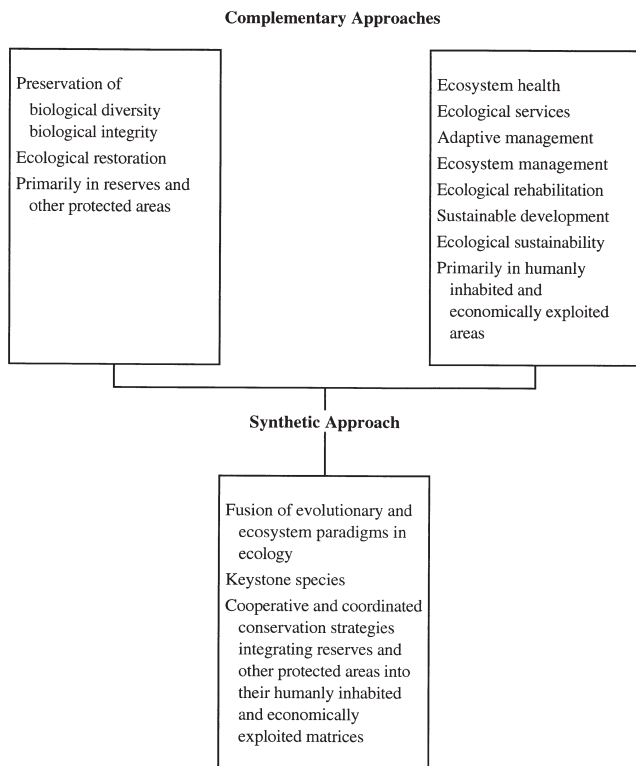 Complementary Approaches
Preservation of
biological diversity
biological integrity
Ecological restoration
Primarily in reserves and
other protected areas
Ecosystem health
Ecological services
Adaptive management
Ecosystem management
Ecological rehabilitation
Sustainable development
Ecological sustainability
Primarily in humanly
inhabited and
economically exploited
areas
Synthetic Approach
Fusion of evolutionary and
ecosystem paradigms in
ecology
Keystone species
Cooperative and coordinated
conservation strategies
integrating reserves and
other protected areas into
their humanly inhabited
and economically
exploited matrices